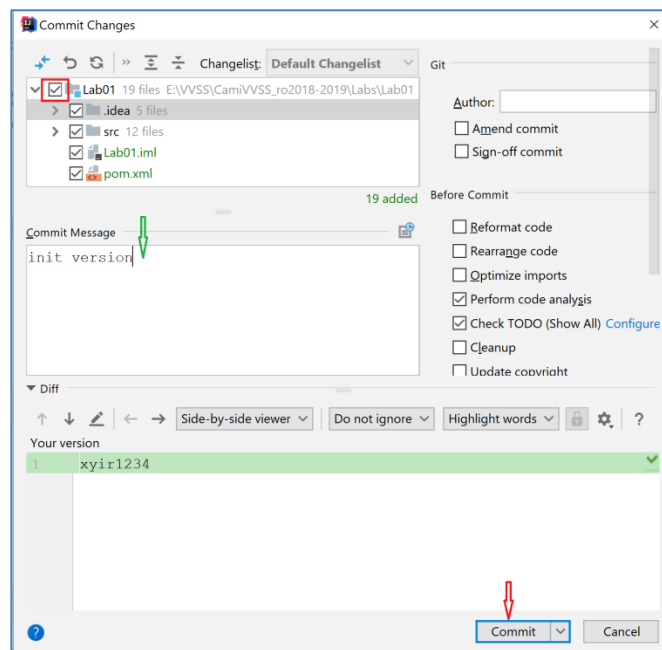 Commit Changes
Changelist: Default Changelist
Git
Lab01 19 files E:\VVSS\CamiVVSS_ro2018-2019\Labs\Lab01
.idea 5 files
src 12 files
Lab01.iml
pom.xml
19 added
Author:
Amend commit
Sign-off commit
Before Commit
Commit Message
init version
Reformat code
Rearrange code
Optimize imports
Perform code analysis
Check TODO (Show All) Configure
Cleanup
Update copyright
Diff
Side-by-side viewer
Do not ignore
Highlight words
?
Your version
1 xyir1234
?
Commit
Cancel